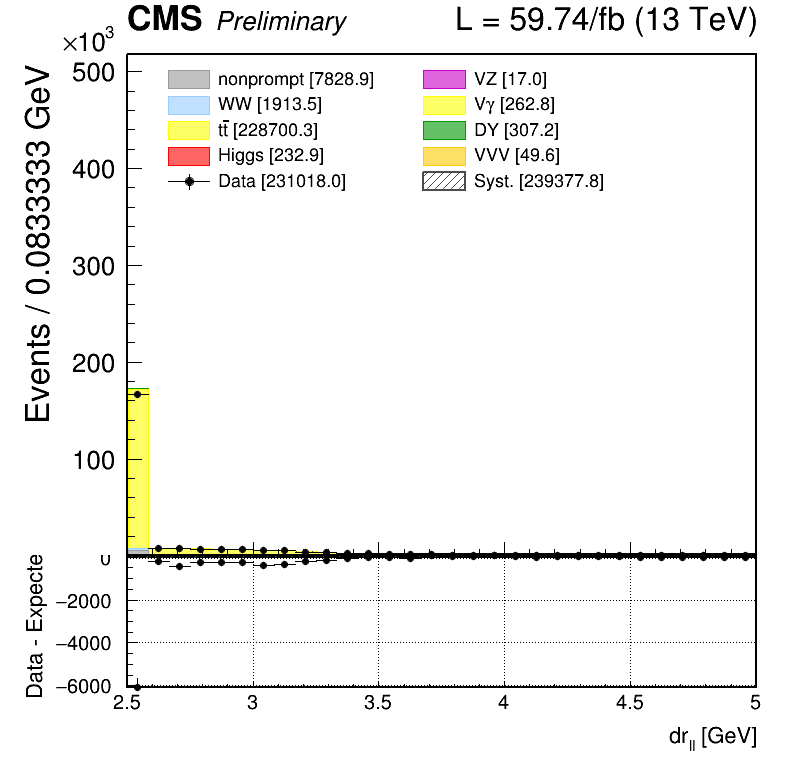 CMS Preliminary L = 59.74/fb (13 TeV)
×10³
Events / 0.0833333 GeV
500
400
300
200
100
0
nonprompt [7828.9]
WW [1913.5]
tt̄ [228700.3]
Higgs [232.9]
Data [231018.0]
VZ [17.0]
Vγ [262.8]
DY [307.2]
VVV [49.6]
Syst. [239377.8]
Data - Expecte
−2000
−4000
−6000
2.5 3 3.5 4 4.5 5
dr_ll [GeV]